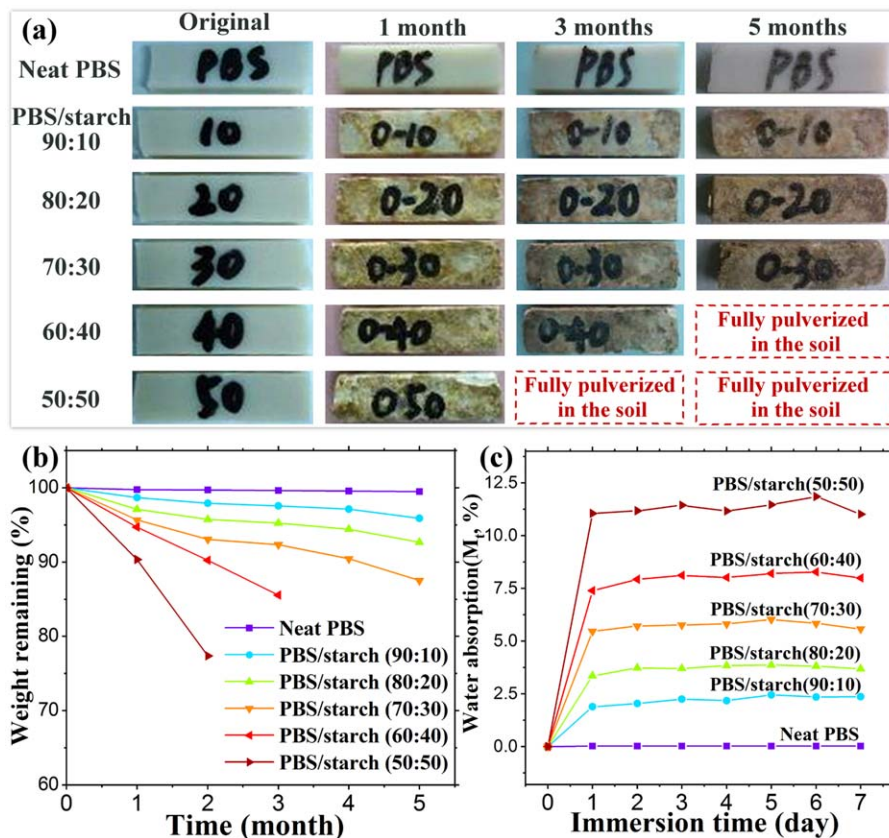 (a)
Original 1 month 3 months 5 months
Neat PBS PBS PBS PBS PBS
PBS/starch
90:10 10 0-10 0-10 0-10
80:20 20 0-20 0-20 0-20
70:30 30 0-30 0-30 0-30
60:40 40 0-40 0-40 Fully pulverized
in the soil
50:50 50 0 50 Fully pulverized Fully pulverized
in the soil in the soil
(b)
100
90
80
70
60
0 1 2 3 4 5
Weight remaining (%)
Time (month)
Neat PBS
PBS/starch (90:10)
PBS/starch (80:20)
PBS/starch (70:30)
PBS/starch (60:40)
PBS/starch (50:50)
(c)
12.5
10.0
7.5
5.0
2.5
0.0
0 1 2 3 4 5 6 7
Water absorption(M, %)
Immersion time (day)
PBS/starch(50:50)
PBS/starch(60:40)
PBS/starch(70:30)
PBS/starch(80:20)
PBS/starch(90:10)
Neat PBS